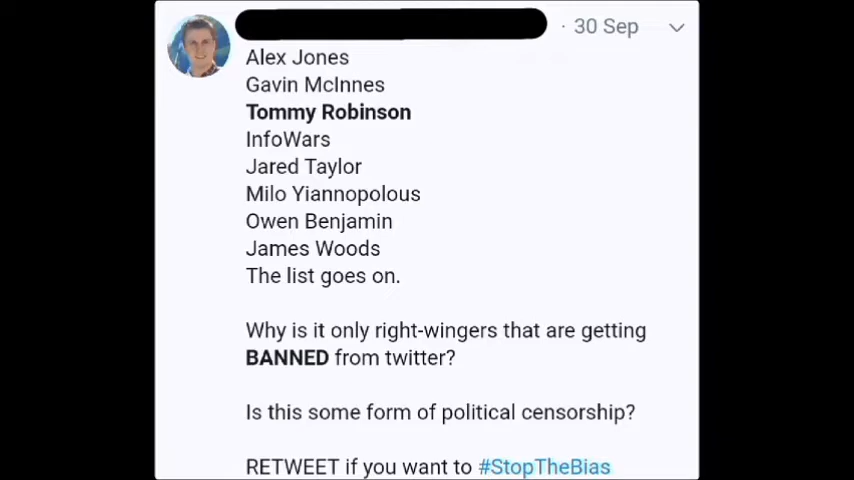 · 30 Sep
Alex Jones
Gavin McInnes
Tommy Robinson
InfoWars
Jared Taylor
Milo Yiannopolous
Owen Benjamin
James Woods
The list goes on.
Why is it only right-wingers that are getting
BANNED from twitter?
Is this some form of political censorship?
RETWEET if you want to #StopTheBias